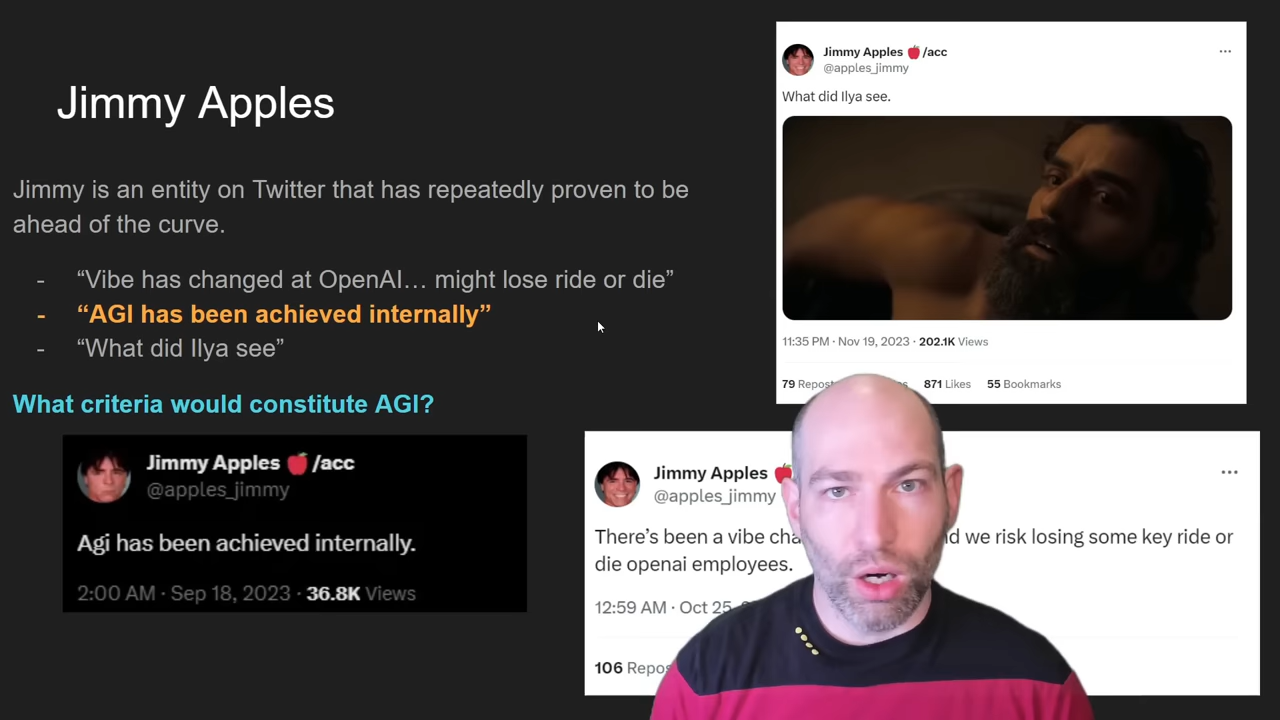 Jimmy Apples
Jimmy is an entity on Twitter that has repeatedly proven to be
ahead of the curve.
- “Vibe has changed at OpenAI… might lose ride or die”
- “AGI has been achieved internally”
- “What did Ilya see”
What criteria would constitute AGI?
Jimmy Apples 🍎/acc
@apples_jimmy
Agi has been achieved internally.
2:00 AM · Sep 18, 2023 · 36.8K Views
Jimmy Apples 🍎/acc
@apples_jimmy
What did Ilya see.
11:35 PM · Nov 19, 2023 · 202.1K Views
79 871 Likes 55 Bookmarks
Jimmy Apples
@apples_jimmy
There’s been a vibe we risk losing some key ride or
die openai employees.
12:59 AM · Oct 25,
106